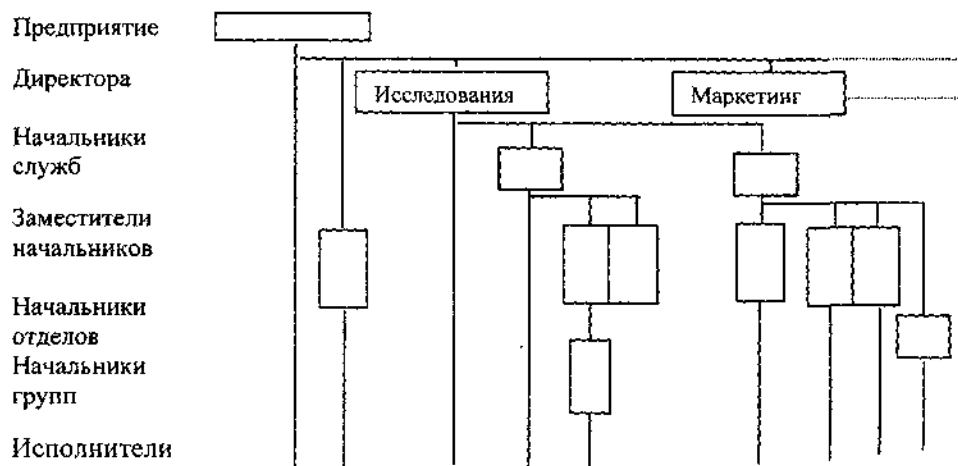 Предприятие
Директора
Исследования
Маркетинг
Начальники
служб
Заместители
начальников
Начальники
отделов
Начальники
групп
Исполнители